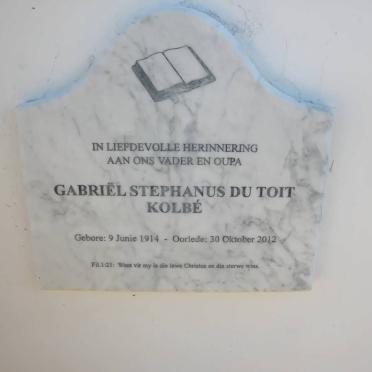 IN LIEFDEVOLLE HERINNERING
AAN ONS VADER EN OUPA
GABRIËL STEPHANUS DU TOIT
KOLBÉ
Gebore: 9 Junie 1914 - Oorlede: 30 Oktober 2012
Fil.1:21: 'Want vir my is die lewe Christus en die sterwe wins.